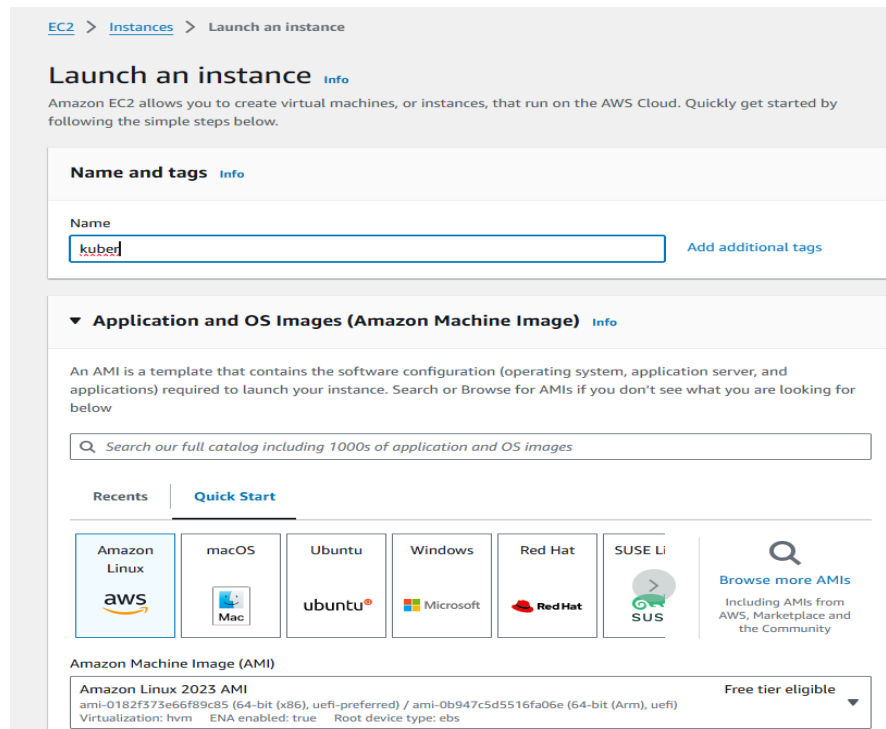 EC2 > Instances > Launch an instance
Launch an instance Info
Amazon EC2 allows you to create virtual machines, or instances, that run on the AWS Cloud. Quickly get started by
following the simple steps below.
Name and tags Info
Name
kuber
Add additional tags
Application and OS Images (Amazon Machine Image) Info
An AMI is a template that contains the software configuration (operating system, application server, and
applications) required to launch your instance. Search or Browse for AMIs if you don't see what you are looking for
below
Search our full catalog including 1000s of application and OS images
Recents Quick Start
Amazon
Linux
aws
macOS
Mac
Ubuntu
ubuntu®
Windows
Microsoft
Red Hat
Red Hat
SUSE Li
SUS
Browse more AMIs
Including AMIs from
AWS, Marketplace and
the Community
Amazon Machine Image (AMI)
Amazon Linux 2023 AMI Free tier eligible
ami-0182f373e66f89c85 (64-bit (x86), uefi-preferred) / ami-0b947c5d5516fa06e (64-bit (Arm), uefi)
Virtualization: hvm ENA enabled: true Root device type: ebs